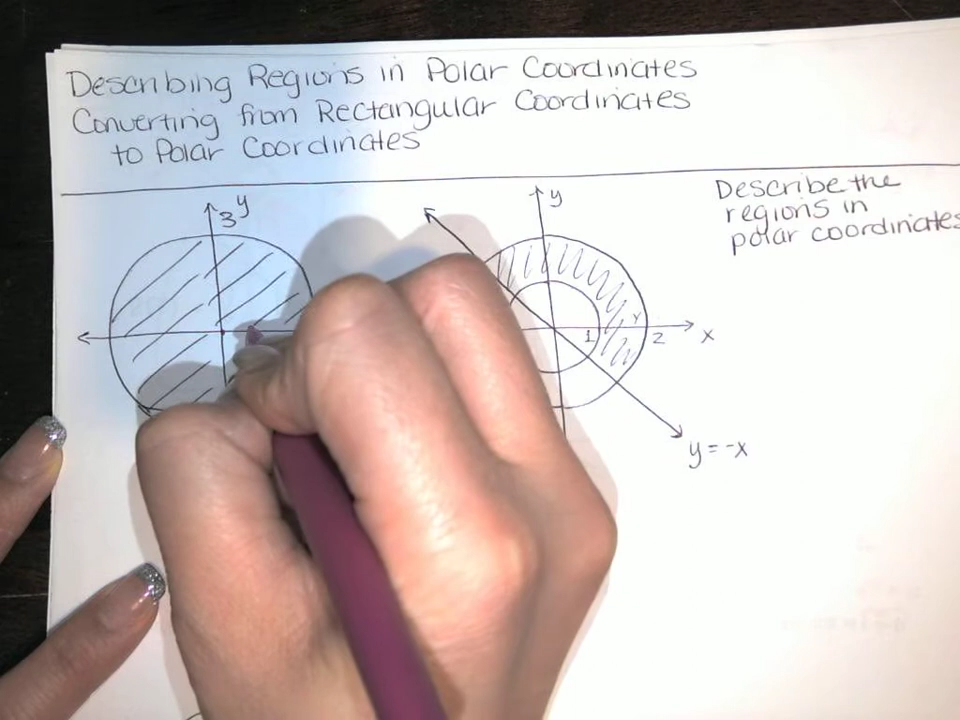 Describing Regions in Polar Coordinates
Converting from Rectangular Coordinates
to Polar Coordinates
Describe the
regions in
polar coordinates
3 y
y
1 2 x
y = -x